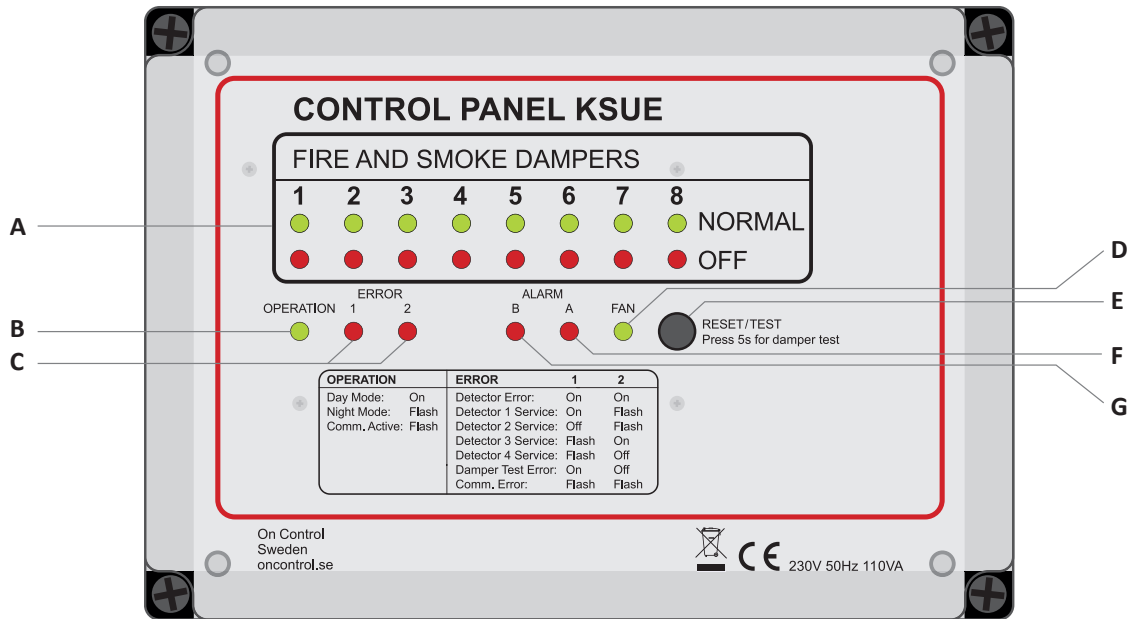 CONTROL PANEL KSUE
FIRE AND SMOKE DAMPERS
1 2 3 4 5 6 7 8
NORMAL
OFF
A
ERROR
ALARM
OPERATION 1 2 B A FAN
RESET/TEST
Press 5s for damper test
B
C
D
E
F
G
OPERATION ERROR 1 2
Day Mode: On Detector Error: On On
Night Mode: Flash Detector 1 Service: On Flash
Comm. Active: Flash Detector 2 Service: Off Flash
Detector 3 Service: Flash On
Detector 4 Service: Flash Off
Damper Test Error: On Off
Comm. Error: Flash Flash
On Control
Sweden
oncontrol.se
CE 230V 50Hz 110VA